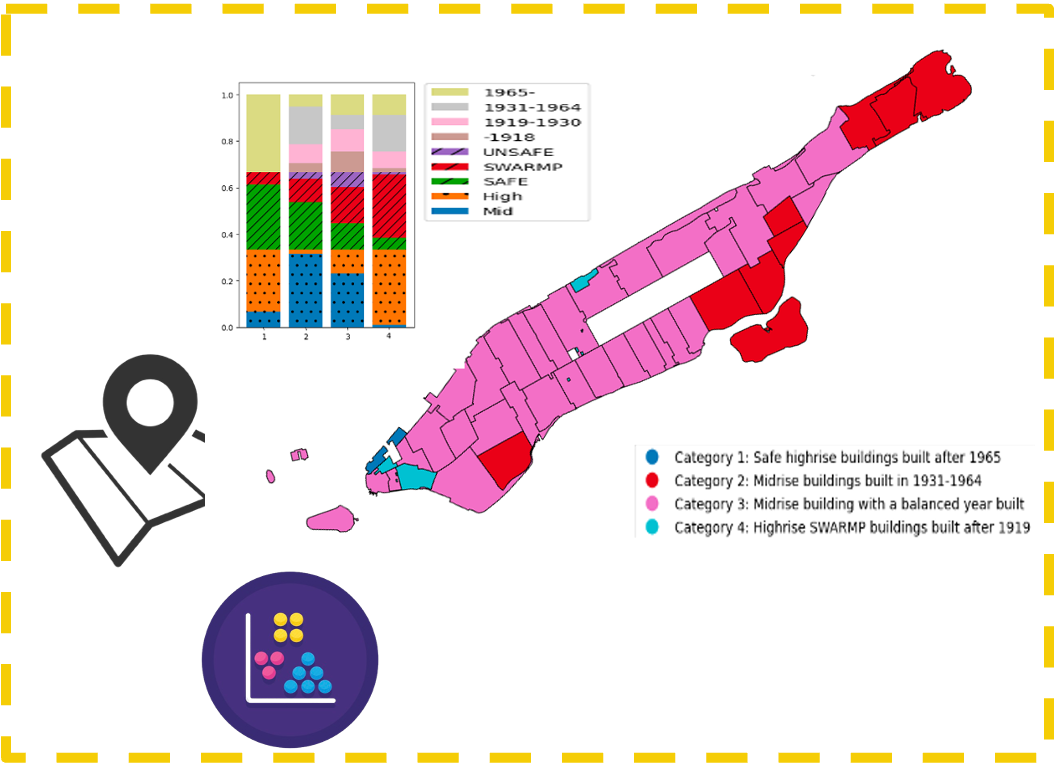 1.0
0.8
0.6
0.4
0.2
0.0
1 2 3 4
1965-
1931-1964
1919-1930
-1918
UNSAFE
SWARMP
SAFE
High
Mid
Category 1: Safe highrise buildings built after 1965
Category 2: Midrise buildings built in 1931-1964
Category 3: Midrise building with a balanced year built
Category 4: Highrise SWARMP buildings built after 1919